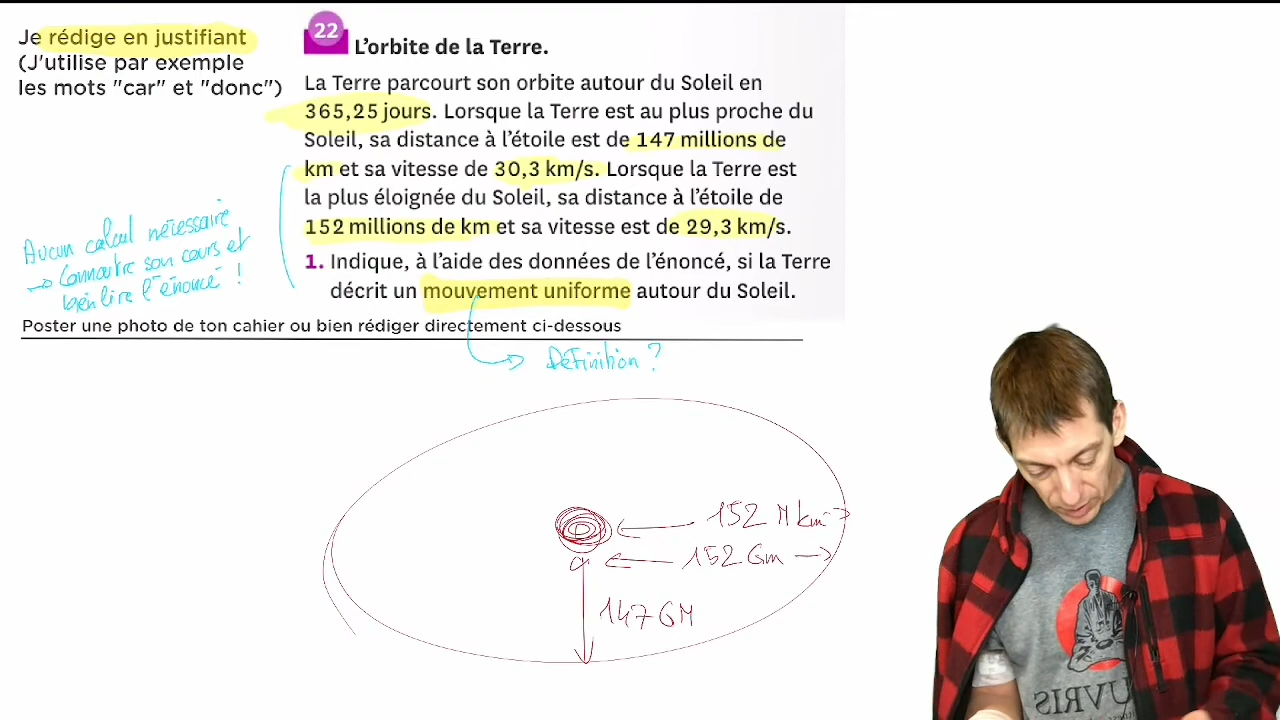 Je rédige en justifiant
(J'utilise par exemple
les mots "car" et "donc")
22
L'orbite de la Terre.
La Terre parcourt son orbite autour du Soleil en
365,25 jours. Lorsque la Terre est au plus proche du
Soleil, sa distance à l'étoile est de 147 millions de
km et sa vitesse de 30,3 km/s. Lorsque la Terre est
la plus éloignée du Soleil, sa distance à l'étoile de
152 millions de km et sa vitesse est de 29,3 km/s.
1. Indique, à l'aide des données de l'énoncé, si la Terre
décrit un mouvement uniforme autour du Soleil.
Aucun calcul nécessaire
→ Connaître son cours et
bien lire l'énoncé !
Poster une photo de ton cahier ou bien rédiger directement ci-dessous
→ Définition ?
152 M km
152 Gm
147 GM
UVRIS